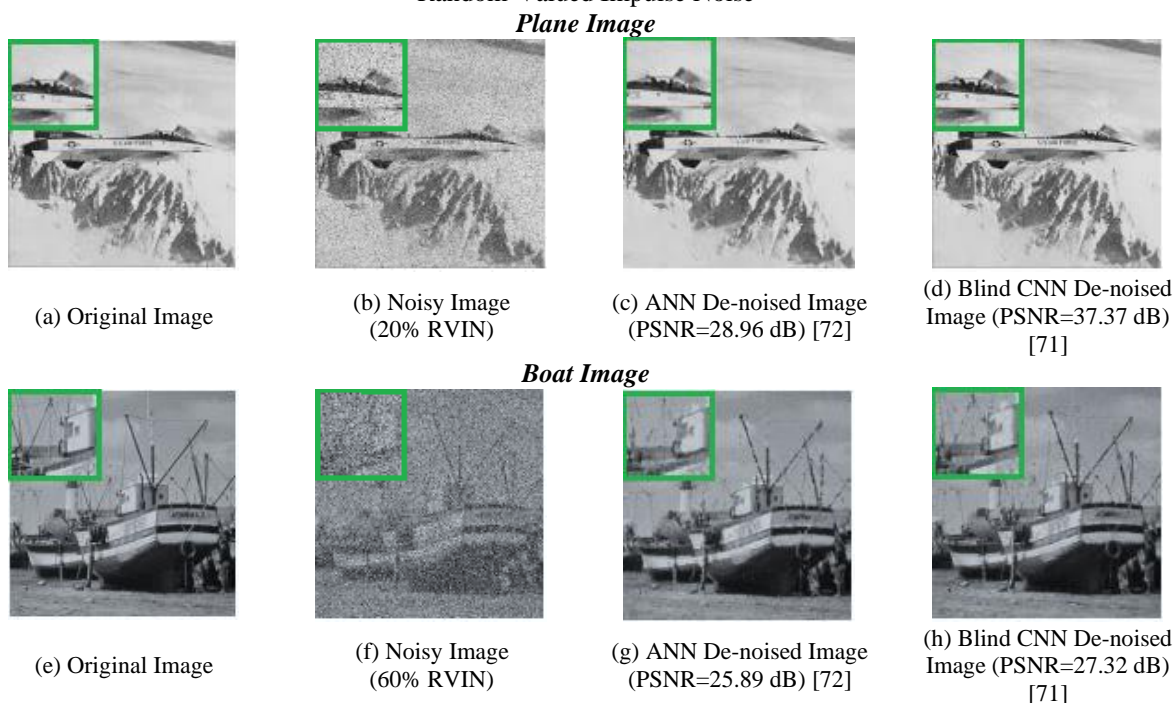 Random-Valued Impulse Noise
Plane Image
(a) Original Image
(b) Noisy Image
(20% RVIN)
(c) ANN De-noised Image
(PSNR=28.96 dB) [72]
(d) Blind CNN De-noised
Image (PSNR=37.37 dB)
[71]
Boat Image
(e) Original Image
(f) Noisy Image
(60% RVIN)
(g) ANN De-noised Image
(PSNR=25.89 dB) [72]
(h) Blind CNN De-noised
Image (PSNR=27.32 dB)
[71]